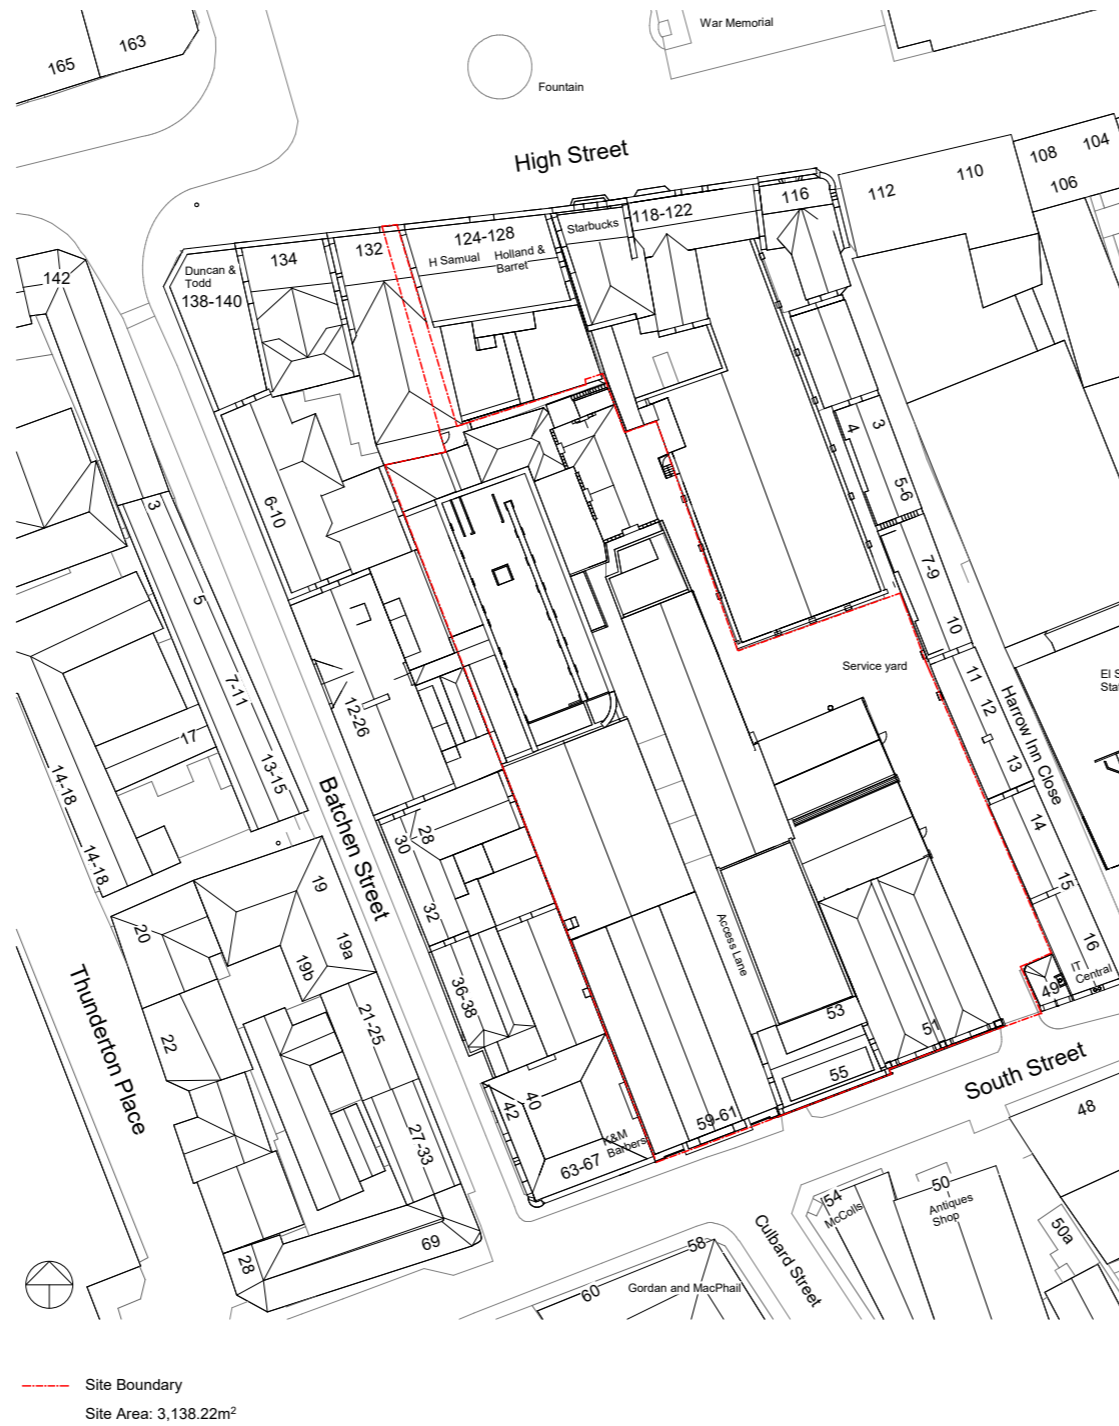 War Memorial
163
165
Fountain
High Street
104
108
110
106
112
116
118-122
Starbucks
124-128
H Samual
Holland &
Barret
132
134
Duncan &
Todd
138-140
142
3
4
5-6
6-10
3
5
7-9
10
Service yard
11
12
13
Harrow Inn Close
El S
Stat
7-11
12-26
17
13-15
14-18
14-18
Batchen Street
28
30
32
14
15
16
IT
Central
49
19
19a
19b
20
22
21-25
36-38
Access Lane
53
51
55
South Street
Thunderton Place
40
42
59-61
K&M
Barbers
63-67
27-33
48
54
McColls
50
Antiques
Shop
50a
Culbard Street
69
28
58
60
Gordan and MacPhail
Site Boundary
Site Area: 3,138.22m²